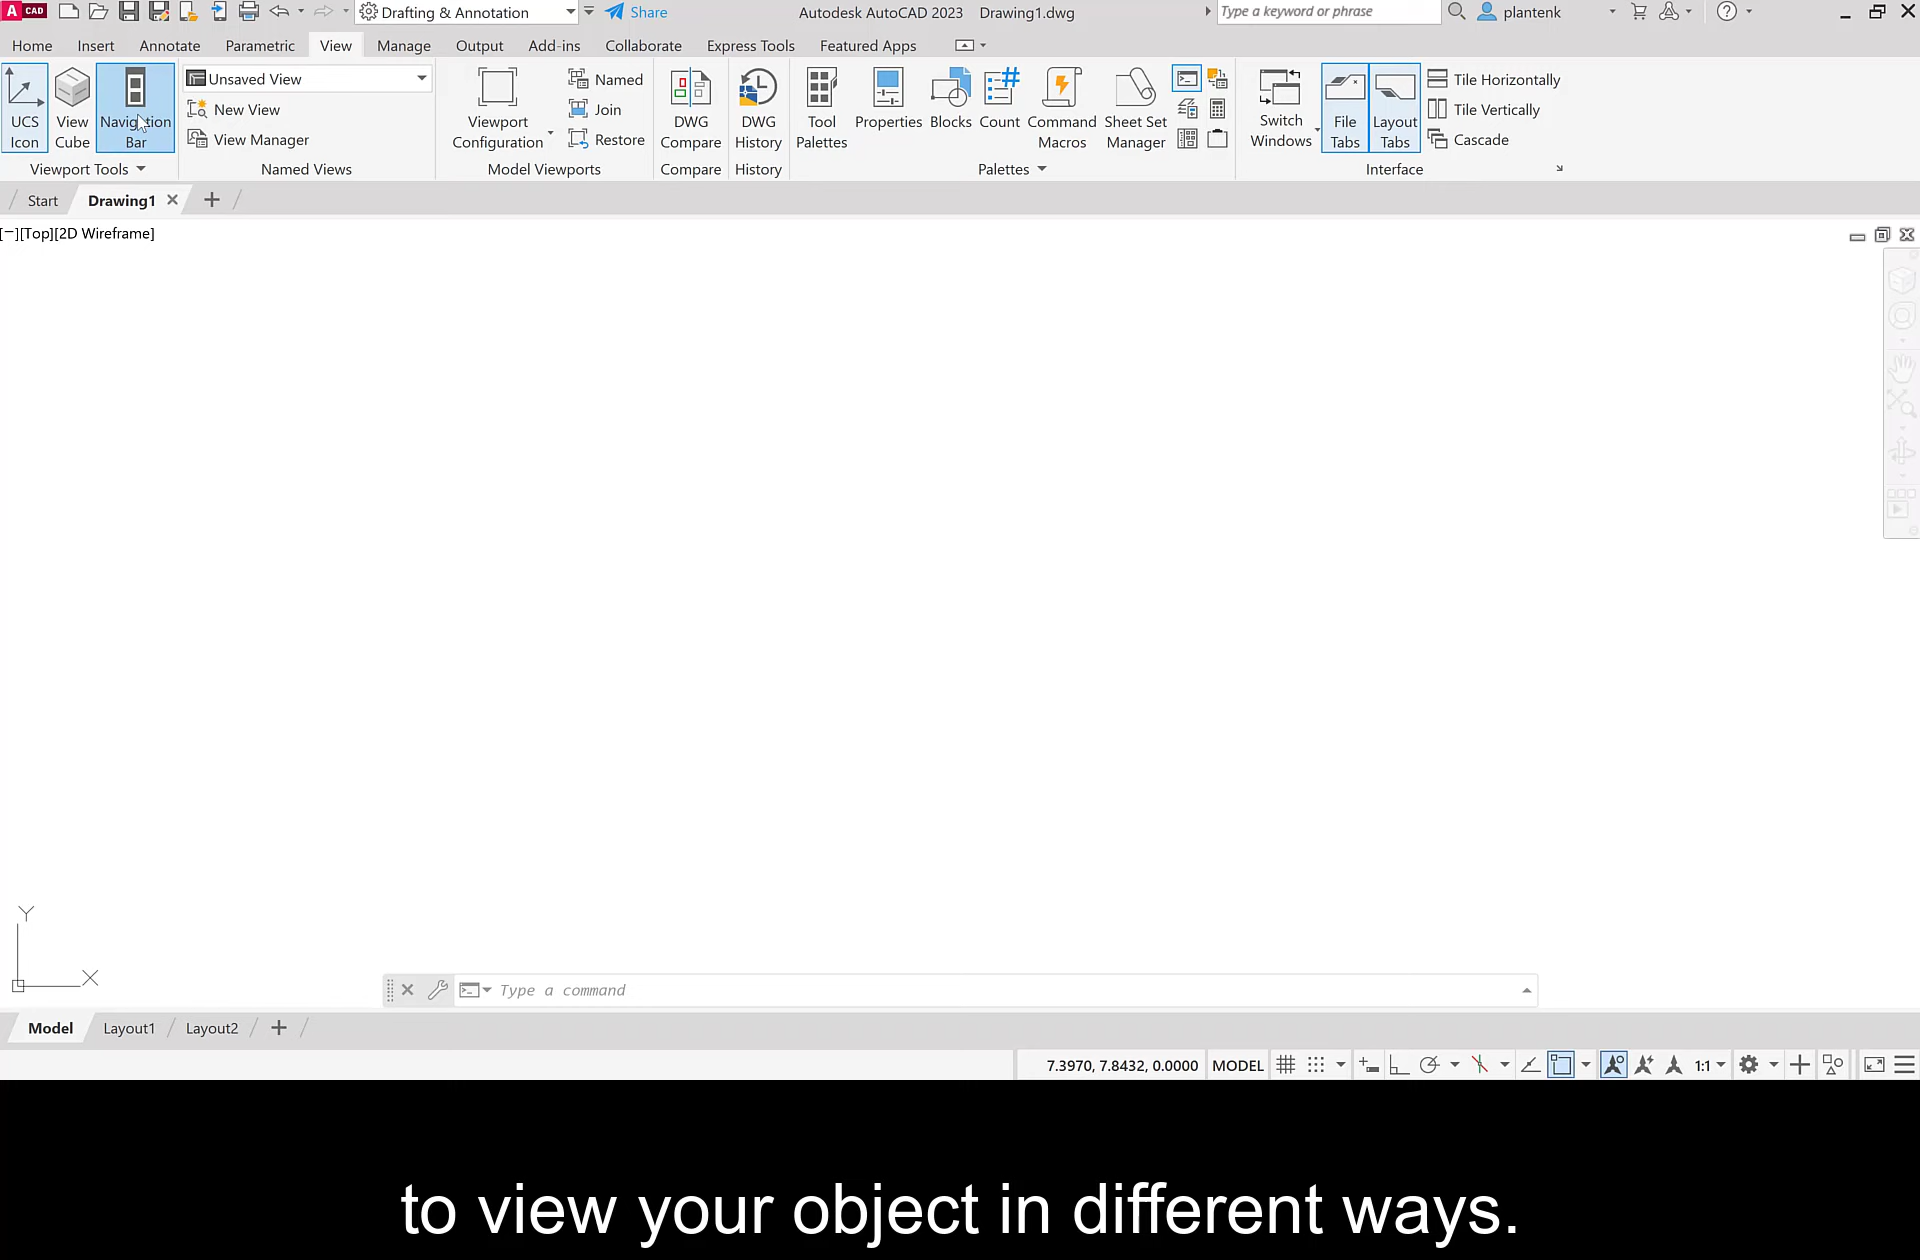 A CAD Drafting & Annotation Share Autodesk AutoCAD 2023 Drawing1.dwg Type a keyword or phrase plantenk ?
Home Insert Annotate Parametric View Manage Output Add-ins Collaborate Express Tools Featured Apps
UCS Icon
View Cube
Navigation Bar
Unsaved View
New View
View Manager
Viewport Configuration
Named
Join
Restore
DWG Compare
DWG History
Tool Palettes
Properties
Blocks
Count
Command Macros
Sheet Set Manager
Switch Windows
File Tabs
Layout Tabs
Tile Horizontally
Tile Vertically
Cascade
Viewport Tools Named Views Model Viewports Compare History Palettes Interface
Start Drawing1
[−][Top][2D Wireframe]
Y
X
Type a command
Model Layout1 Layout2
7.3970, 7.8432, 0.0000 MODEL 1:1
to view your object in different ways.